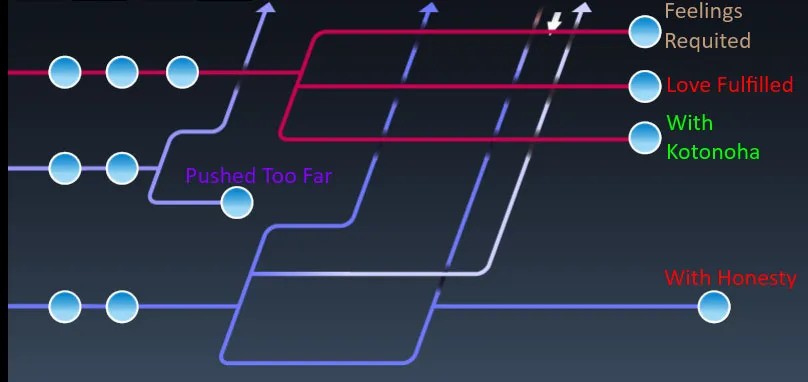 Feelings
Requited
Love Fulfilled
With
Kotonoha
Pushed Too Far
With Honesty